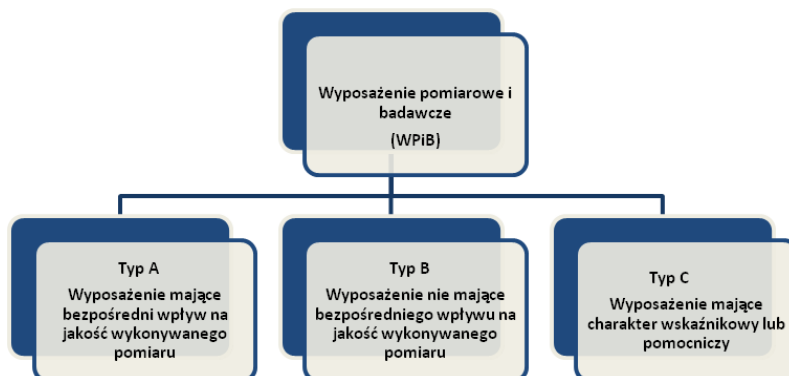 Wyposażenie pomiarowe i
badawcze
(WPiB)
Typ A
Wyposażenie mające
bezpośredni wpływ na
jakość wykonywanego
pomiaru
Typ B
Wyposażenie nie mające
bezpośredniego wpływu na
jakość wykonywanego
pomiaru
Typ C
Wyposażenie mające
charakter wskaźnikowy lub
pomocniczy